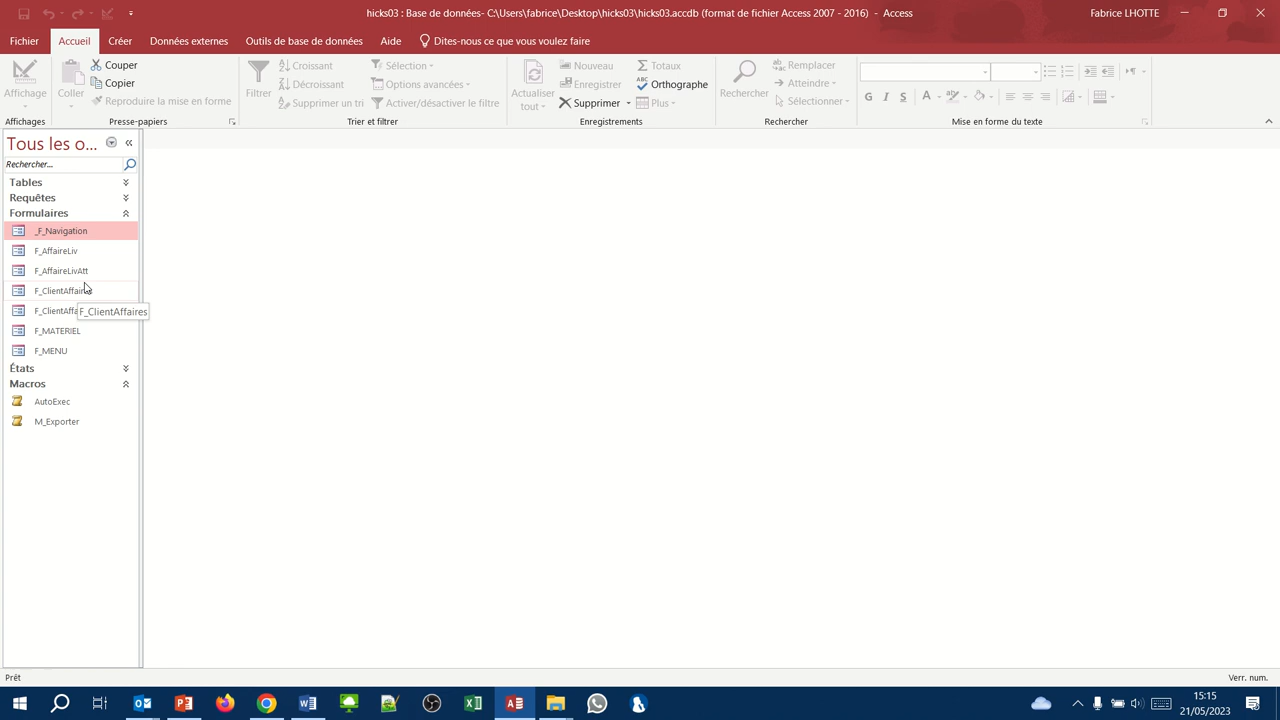 hicks03 : Base de données- C:\Users\fabrice\Desktop\hicks03\hicks03.accdb (format de fichier Access 2007 - 2016) - Access
Fabrice LHOTTE
Fichier Accueil Créer Données externes Outils de base de données Aide Dites-nous ce que vous voulez faire
Affichage
Affichages
Coller
Couper
Copier
Reproduire la mise en forme
Presse-papiers
Filtrer
Croissant
Décroissant
Supprimer un tri
Sélection
Options avancées
Activer/désactiver le filtre
Trier et filtrer
Actualiser
tout
Nouveau
Enregistrer
Supprimer
Totaux
Orthographe
Plus
Enregistrements
Rechercher
Remplacer
Atteindre
Sélectionner
Rechercher
G I S A
Mise en forme du texte
Tous les o...
Rechercher...
Tables
Requêtes
Formulaires
_F_Navigation
F_AffaireLiv
F_AffaireLivAtt
F_ClientAffaires
F_ClientAffa
F_ClientAffaires
F_MATERIEL
F_MENU
États
Macros
AutoExec
M_Exporter
Prêt
Verr. num.
15:15
21/05/2023